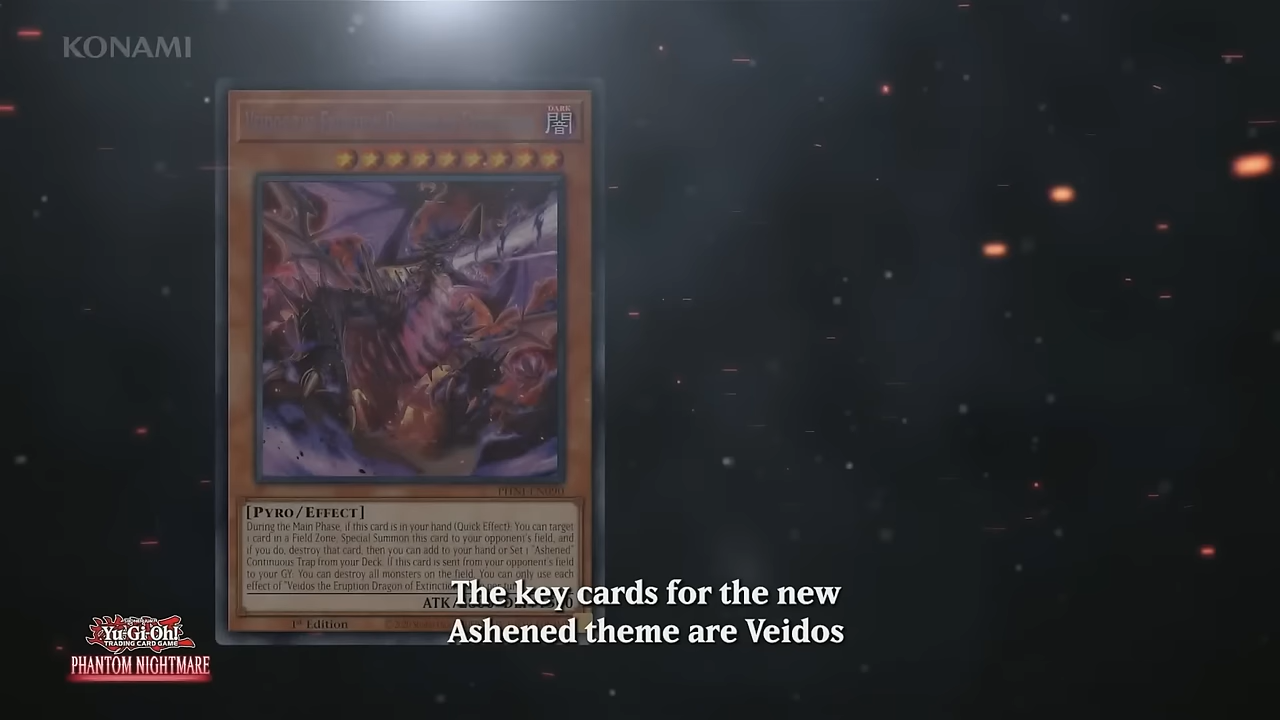 KONAMI
DARK
闇
[PYRO/EFFECT]
During the Main Phase, if this card is in your hand (Quick Effect): You can target
1 card in a Field Zone; Special Summon this card to your opponent's field, and
if you do, destroy that card, then you can add to your hand or Set 1 "Ashened"
Continuous Trap from your Deck. If this card is sent from your opponent's field
to your GY: You can destroy all monsters on the field. You can only use each
effect of "Veidos the Eruption Dragon of
ATK
1st Edition
The key cards for the new
Ashened theme are Veidos
Yu-Gi-Oh!
TRADING CARD GAME
PHANTOM NIGHTMARE